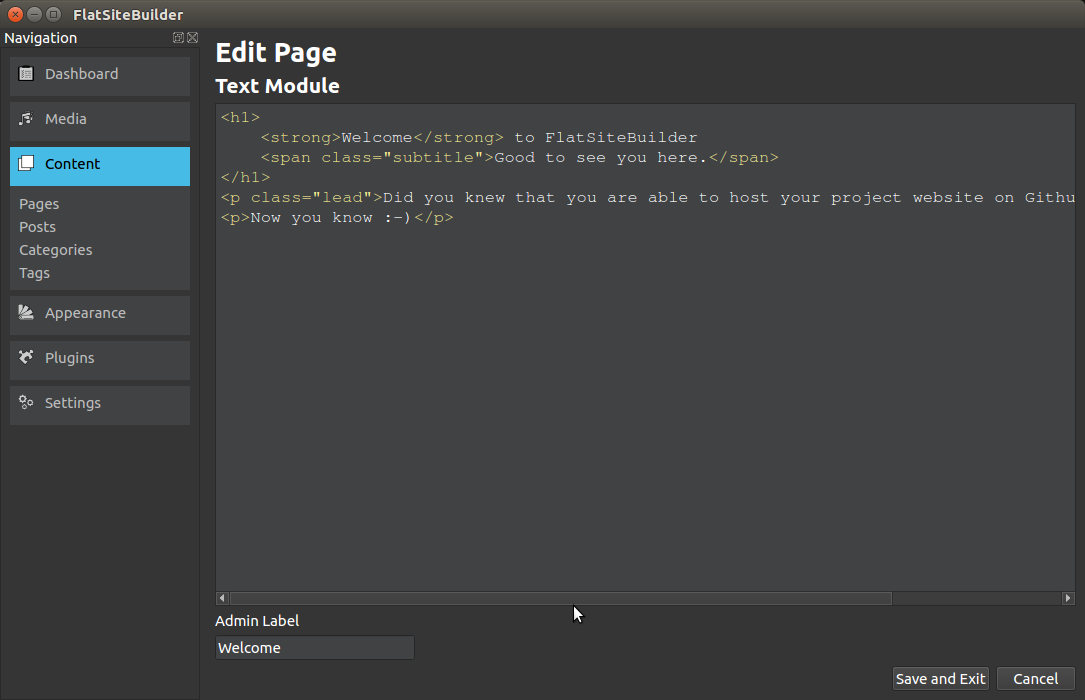 FlatSiteBuilder
Navigation
Dashboard
Media
Content
Pages
Posts
Categories
Tags
Appearance
Plugins
Settings
Edit Page
Text Module
<h1>
    <strong>Welcome</strong> to FlatSiteBuilder
    <span class="subtitle">Good to see you here.</span>
</h1>
<p class="lead">Did you knew that you are able to host your project website on Githu
<p>Now you know :-)</p>
Admin Label
Welcome
Save and Exit
Cancel